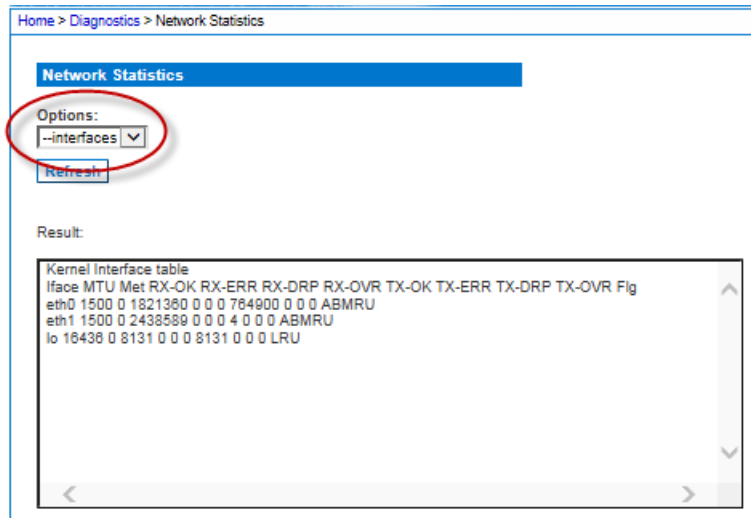 Home > Diagnostics > Network Statistics
Network Statistics
Options:
--interfaces
Refresh
Result:
Kernel Interface table
Iface MTU Met RX-OK RX-ERR RX-DRP RX-OVR TX-OK TX-ERR TX-DRP TX-OVR Flg
eth0 1500 0 1821360 0 0 0 764900 0 0 0 ABMRU
eth1 1500 0 2438589 0 0 0 4 0 0 0 ABMRU
lo 16436 0 8131 0 0 0 8131 0 0 0 LRU